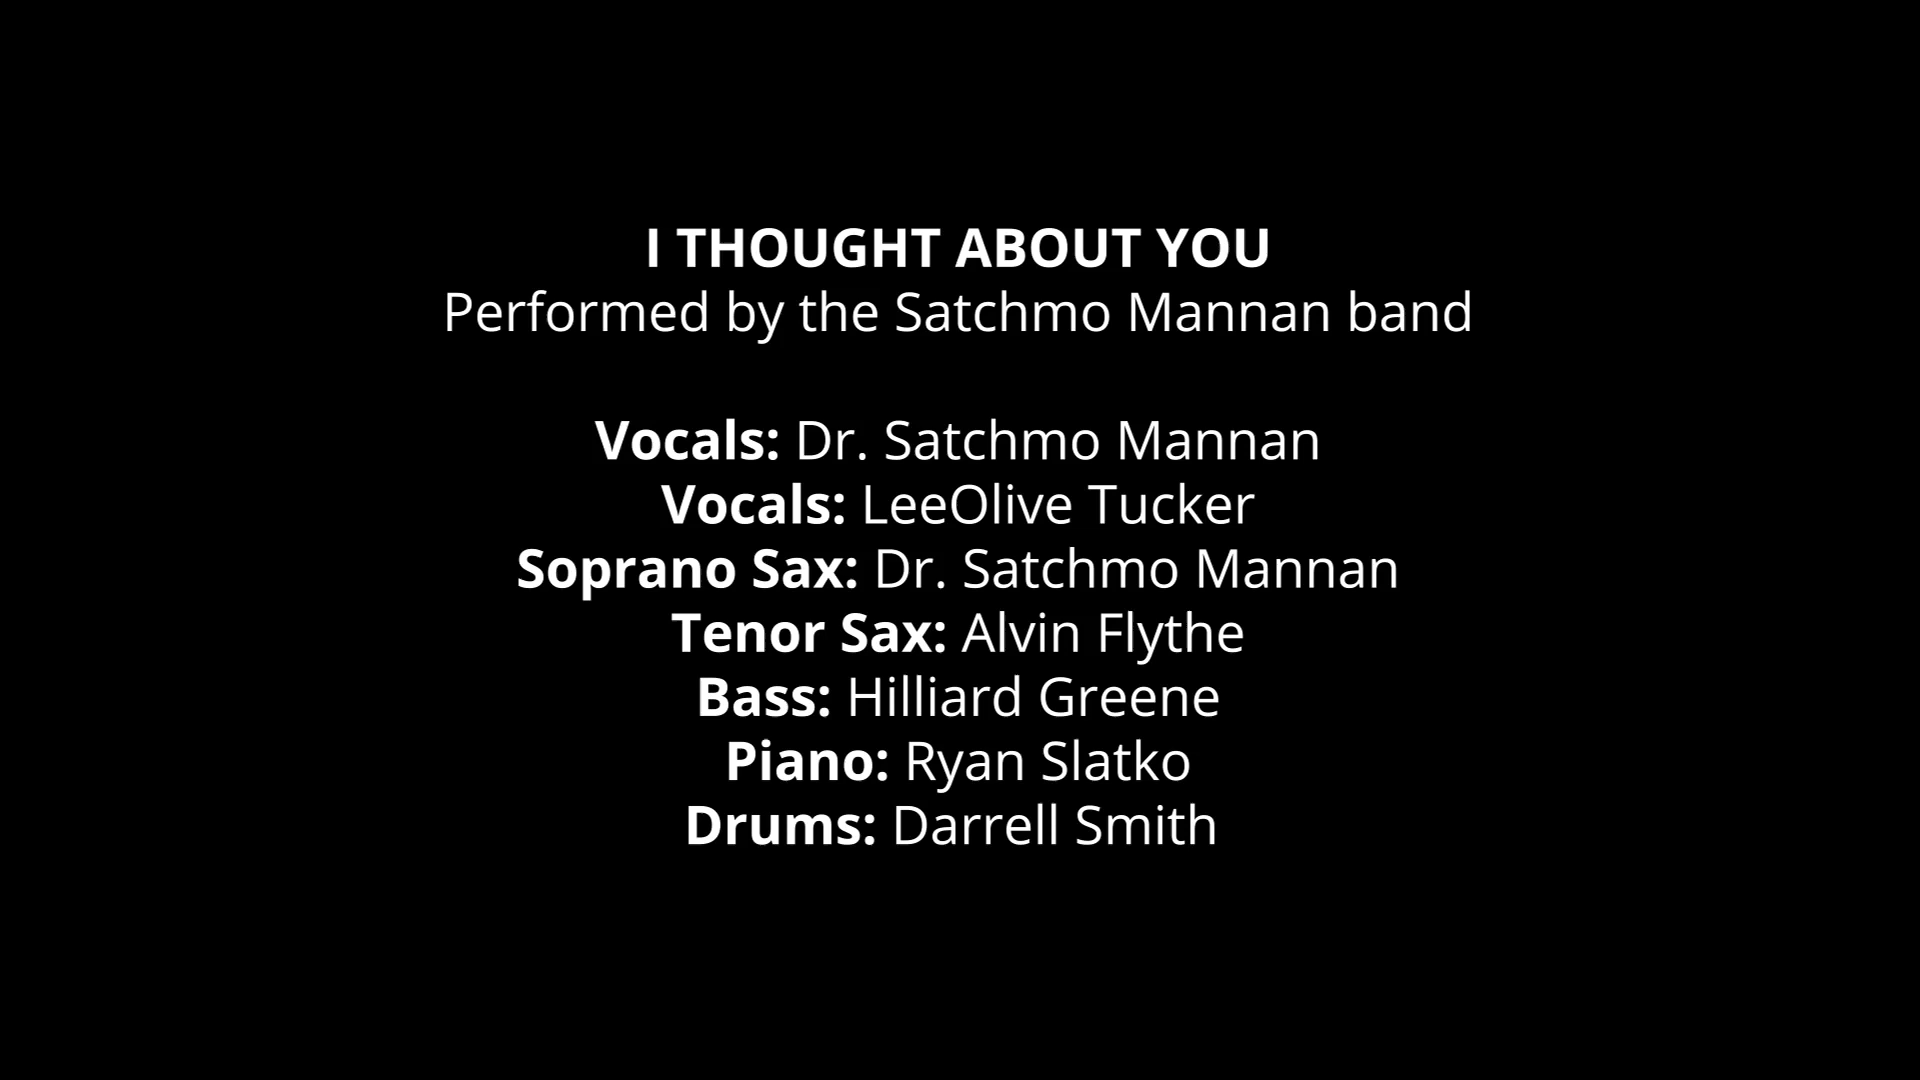 I THOUGHT ABOUT YOU
Performed by the Satchmo Mannan band
Vocals: Dr. Satchmo Mannan
Vocals: LeeOlive Tucker
Soprano Sax: Dr. Satchmo Mannan
Tenor Sax: Alvin Flythe
Bass: Hilliard Greene
Piano: Ryan Slatko
Drums: Darrell Smith